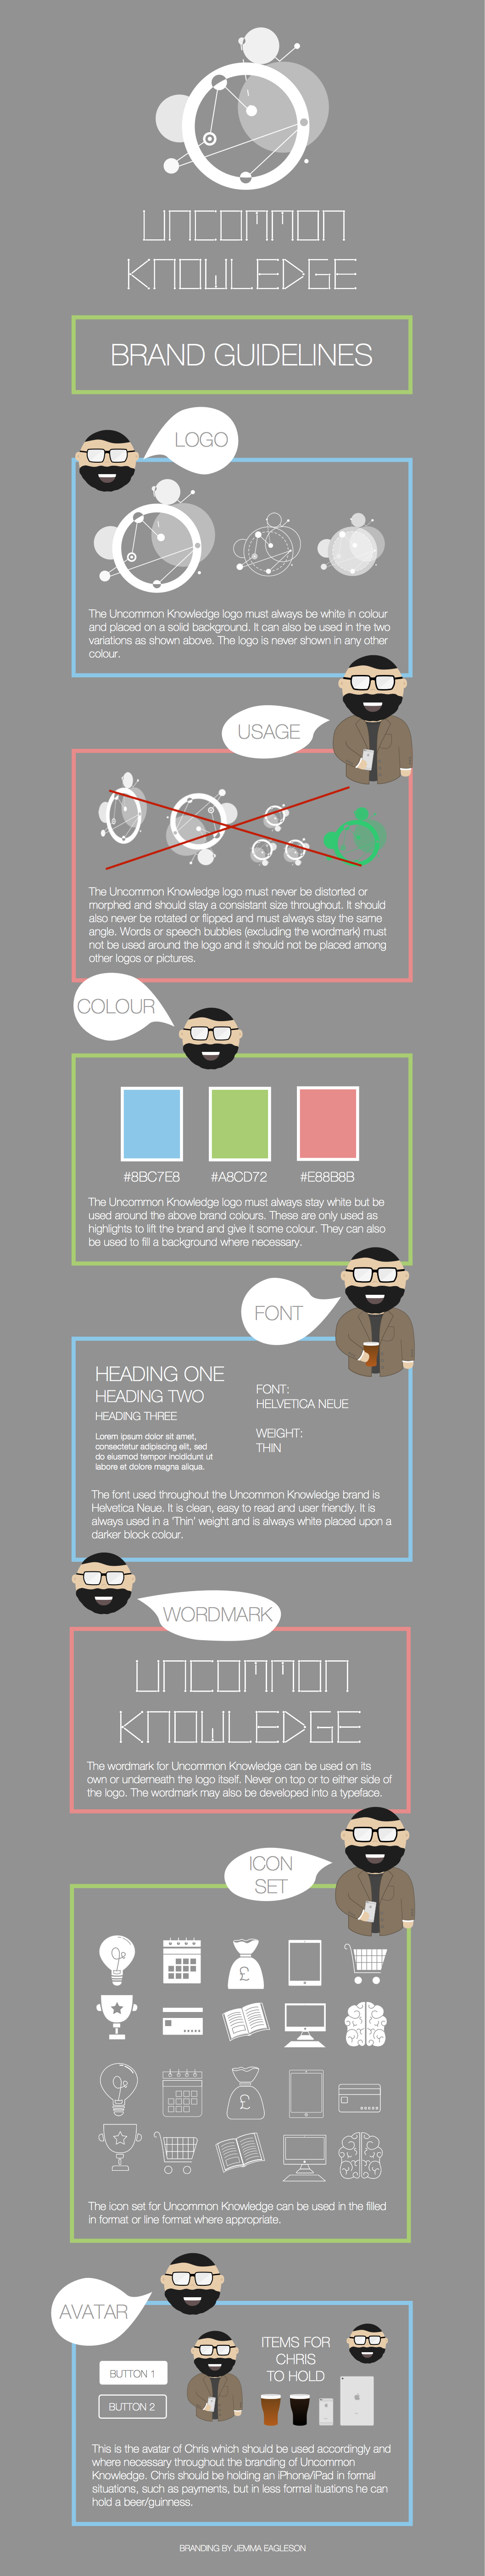 UNCOMMON
KNOWLEDGE
BRAND GUIDELINES
LOGO
The Uncommon Knowledge logo must always be white in colour
and placed on a solid background. It can also be used in the two
variations as shown above. The logo is never shown in any other
colour.
USAGE
The Uncommon Knowledge logo must never be distorted or
morphed and should stay a consistant size throughout. It should
also never be rotated or flipped and must always stay the same
angle. Words or speech bubbles (excluding the wordmark) must
not be used around the logo and it should not be placed among
other logos or pictures.
COLOUR
#8BC7E8 #A8CD72 #E88B8B
The Uncommon Knowledge logo must always stay white but be
used around the above brand colours. These are only used as
highlights to lift the brand and give it some colour. They can also
be used to fill a background where necessary.
FONT
HEADING ONE
HEADING TWO
HEADING THREE
Lorem ipsum dolor sit amet,
consectetur adipiscing elit, sed
do eiusmod tempor incididunt ut
labore et dolore magna aliqua.
FONT:
HELVETICA NEUE
WEIGHT:
THIN
The font used throughout the Uncommon Knowledge brand is
Helvetica Neue. It is clean, easy to read and user friendly. It is
always used in a 'Thin' weight and is always white placed upon a
darker block colour.
WORDMARK
UNCOMMON
KNOWLEDGE
The wordmark for Uncommon Knowledge can be used on its
own or underneath the logo itself. Never on top or to either side of
the logo. The wordmark may also be developed into a typeface.
ICON
SET
£
£
The icon set for Uncommon Knowledge can be used in the filled
in format or line format where appropriate.
AVATAR
BUTTON 1
BUTTON 2
ITEMS FOR
CHRIS
TO HOLD
This is the avatar of Chris which should be used accordingly and
where necessary throughout the branding of Uncommon
Knowledge. Chris should be holding an iPhone/iPad in formal
situations, such as payments, but in less formal ituations he can
hold a beer/guinness.
BRANDING BY JEMMA EAGLESON